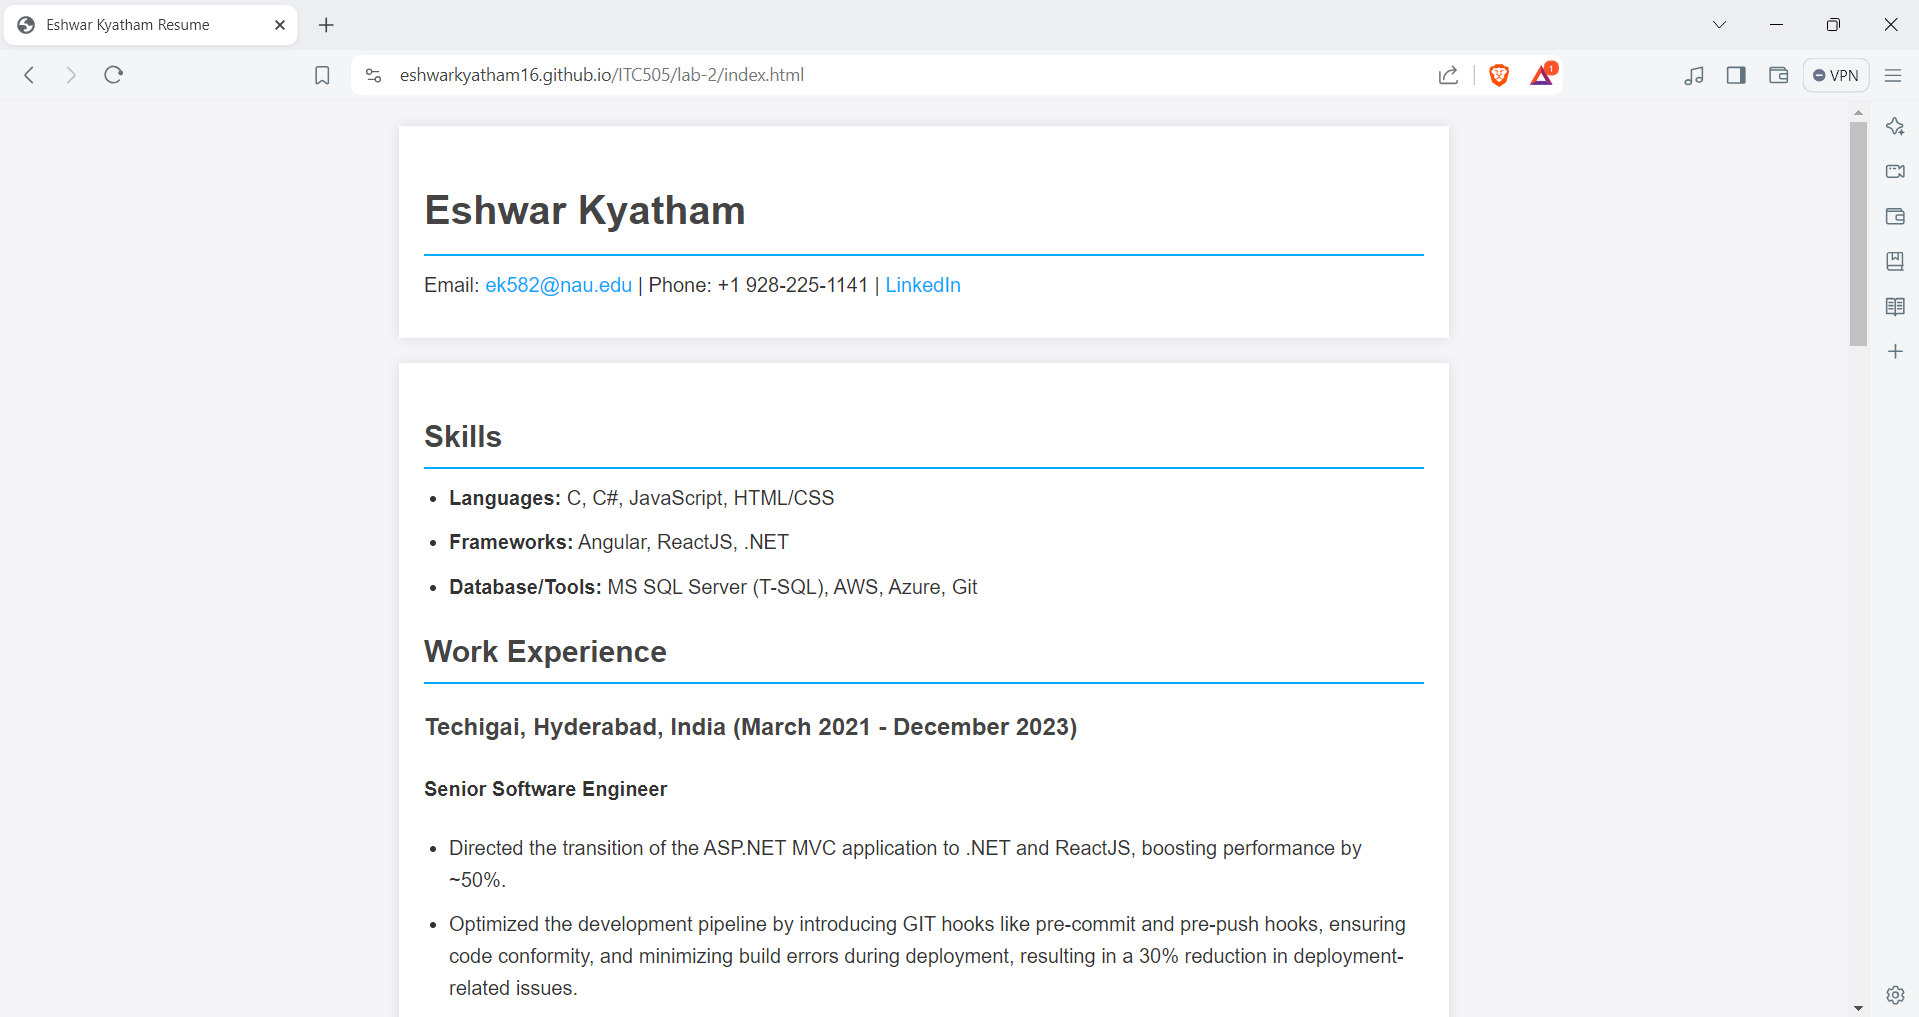 Eshwar Kyatham Resume
eshwarkyatham16.github.io/ITC505/lab-2/index.html
1
VPN
Eshwar Kyatham
Email: ek582@nau.edu | Phone: +1 928-225-1141 | LinkedIn
Skills
• Languages: C, C#, JavaScript, HTML/CSS
• Frameworks: Angular, ReactJS, .NET
• Database/Tools: MS SQL Server (T-SQL), AWS, Azure, Git
Work Experience
Techigai, Hyderabad, India (March 2021 - December 2023)
Senior Software Engineer
• Directed the transition of the ASP.NET MVC application to .NET and ReactJS, boosting performance by
~50%.
• Optimized the development pipeline by introducing GIT hooks like pre-commit and pre-push hooks, ensuring
code conformity, and minimizing build errors during deployment, resulting in a 30% reduction in deployment-
related issues.